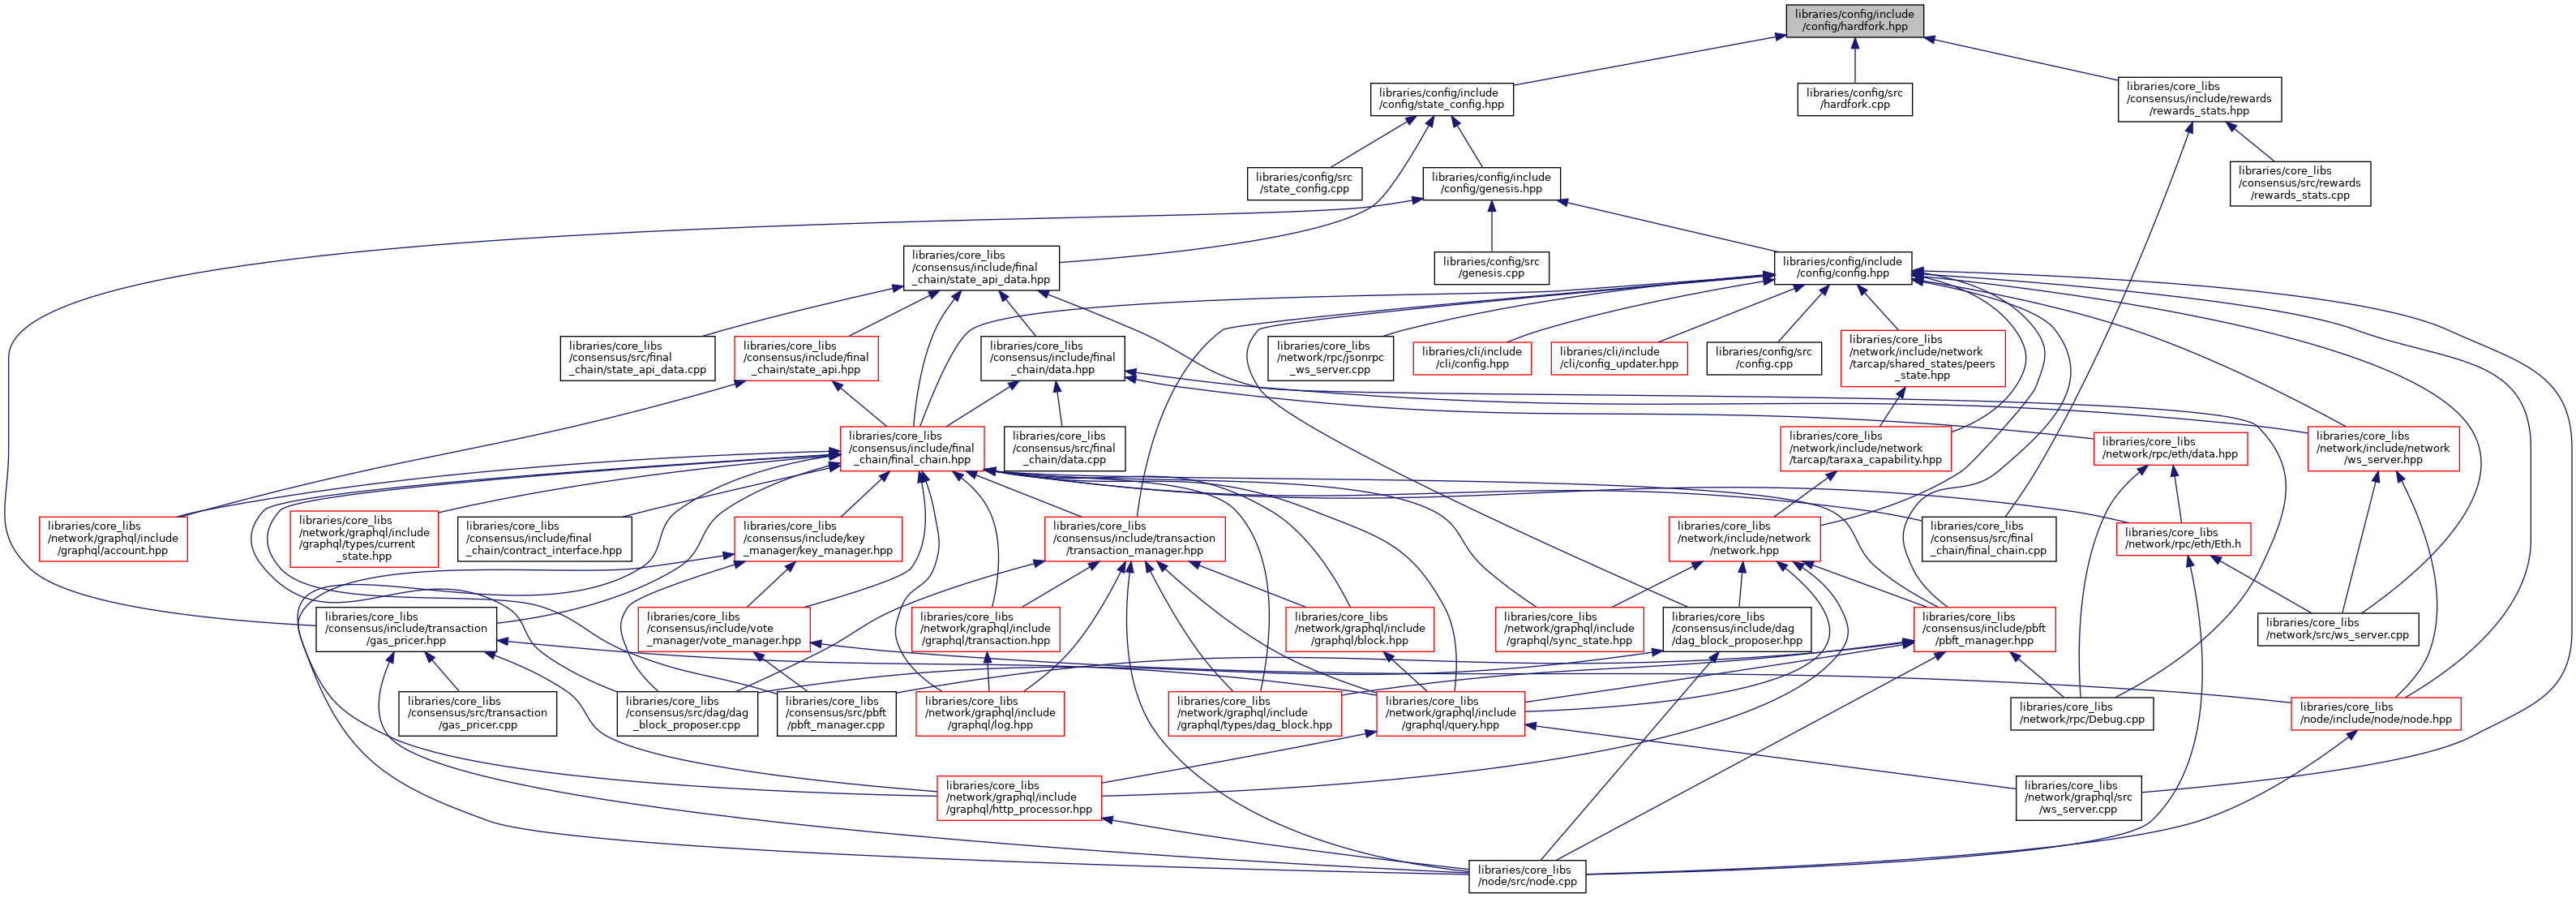 libraries/config/include
/config/hardfork.hpp
libraries/config/include
/config/state_config.hpp
libraries/config/src
/hardfork.cpp
libraries/core_libs
/consensus/include/rewards
/rewards_stats.hpp
libraries/config/src
/state_config.cpp
libraries/config/include
/config/genesis.hpp
libraries/core_libs
/consensus/src/rewards
/rewards_stats.cpp
libraries/core_libs
/consensus/include/final
_chain/state_api_data.hpp
libraries/config/src
/genesis.cpp
libraries/config/include
/config/config.hpp
libraries/core_libs
/consensus/src/final
_chain/state_api_data.cpp
libraries/core_libs
/consensus/include/final
_chain/state_api.hpp
libraries/core_libs
/consensus/include/final
_chain/data.hpp
libraries/core_libs
/network/rpc/jsonrpc
_ws_server.cpp
libraries/cli/include
/cli/config.hpp
libraries/cli/include
/cli/config_updater.hpp
libraries/config/src
/config.cpp
libraries/core_libs
/network/include/network
/tarcap/shared_states/peers
_state.hpp
libraries/core_libs
/consensus/include/final
_chain/final_chain.hpp
libraries/core_libs
/consensus/src/final
_chain/data.cpp
libraries/core_libs
/network/include/network
/tarcap/taraxa_capability.hpp
libraries/core_libs
/network/rpc/eth/data.hpp
libraries/core_libs
/network/include/network
/ws_server.hpp
libraries/core_libs
/network/graphql/include
/graphql/account.hpp
libraries/core_libs
/network/graphql/include
/graphql/types/current
_state.hpp
libraries/core_libs
/consensus/include/final
_chain/contract_interface.hpp
libraries/core_libs
/consensus/include/key
_manager/key_manager.hpp
libraries/core_libs
/consensus/include/transaction
/transaction_manager.hpp
libraries/core_libs
/network/include/network
/network.hpp
libraries/core_libs
/consensus/src/final
_chain/final_chain.cpp
libraries/core_libs
/network/rpc/eth/Eth.h
libraries/core_libs
/consensus/include/transaction
/gas_pricer.hpp
libraries/core_libs
/consensus/include/vote
_manager/vote_manager.hpp
libraries/core_libs
/network/graphql/include
/graphql/transaction.hpp
libraries/core_libs
/network/graphql/include
/graphql/block.hpp
libraries/core_libs
/network/graphql/include
/graphql/sync_state.hpp
libraries/core_libs
/consensus/include/dag
/dag_block_proposer.hpp
libraries/core_libs
/consensus/include/pbft
/pbft_manager.hpp
libraries/core_libs
/network/src/ws_server.cpp
libraries/core_libs
/consensus/src/transaction
/gas_pricer.cpp
libraries/core_libs
/consensus/src/dag/dag
_block_proposer.cpp
libraries/core_libs
/consensus/src/pbft
/pbft_manager.cpp
libraries/core_libs
/network/graphql/include
/graphql/log.hpp
libraries/core_libs
/network/graphql/include
/graphql/types/dag_block.hpp
libraries/core_libs
/network/graphql/include
/graphql/query.hpp
libraries/core_libs
/network/rpc/Debug.cpp
libraries/core_libs
/node/include/node/node.hpp
libraries/core_libs
/network/graphql/include
/graphql/http_processor.hpp
libraries/core_libs
/network/graphql/src
/ws_server.cpp
libraries/core_libs
/node/src/node.cpp